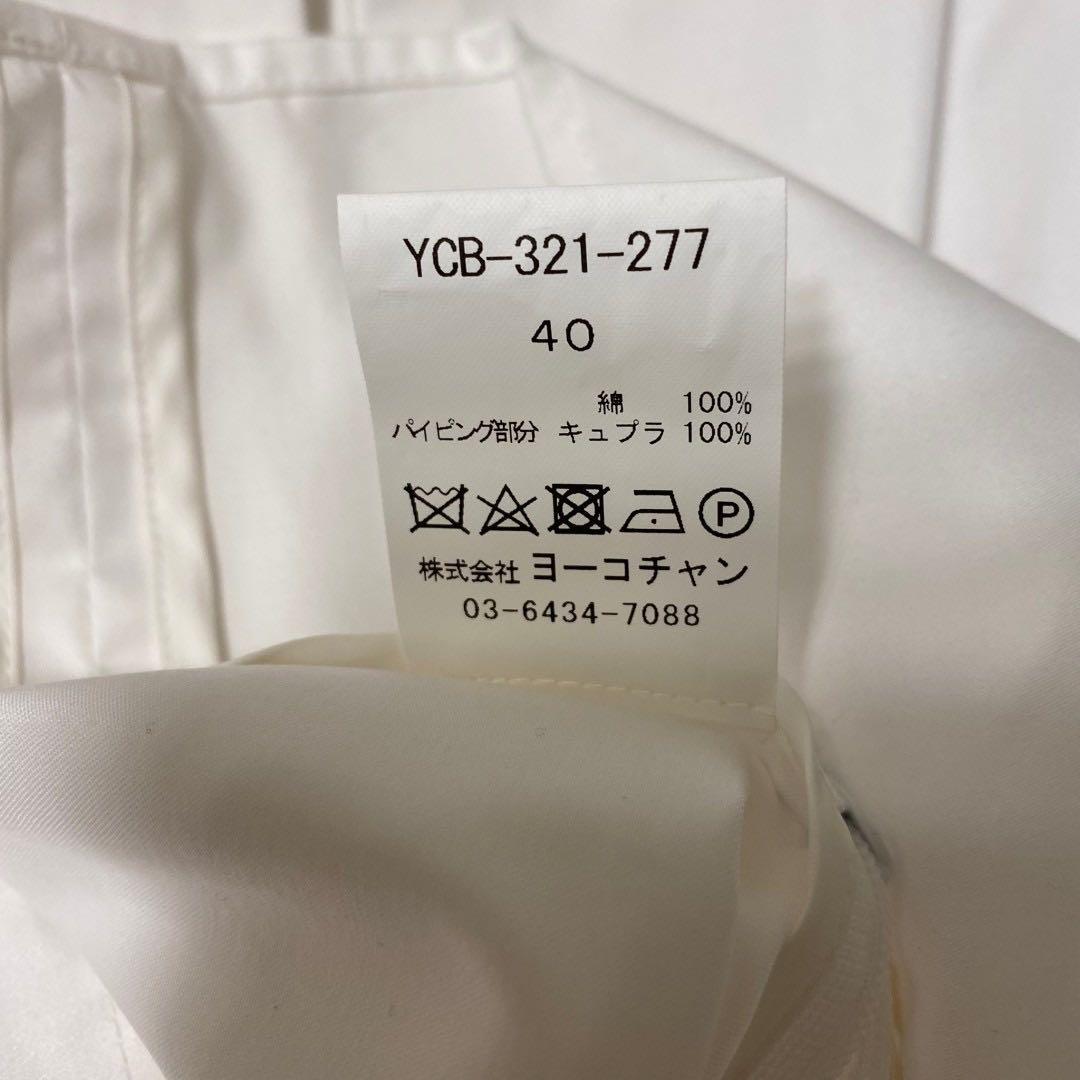 YCB-321-277
40
綿 100%
パイピング部分 キュプラ 100%
P
株式会社 ヨーコチャン
03-6434-7088